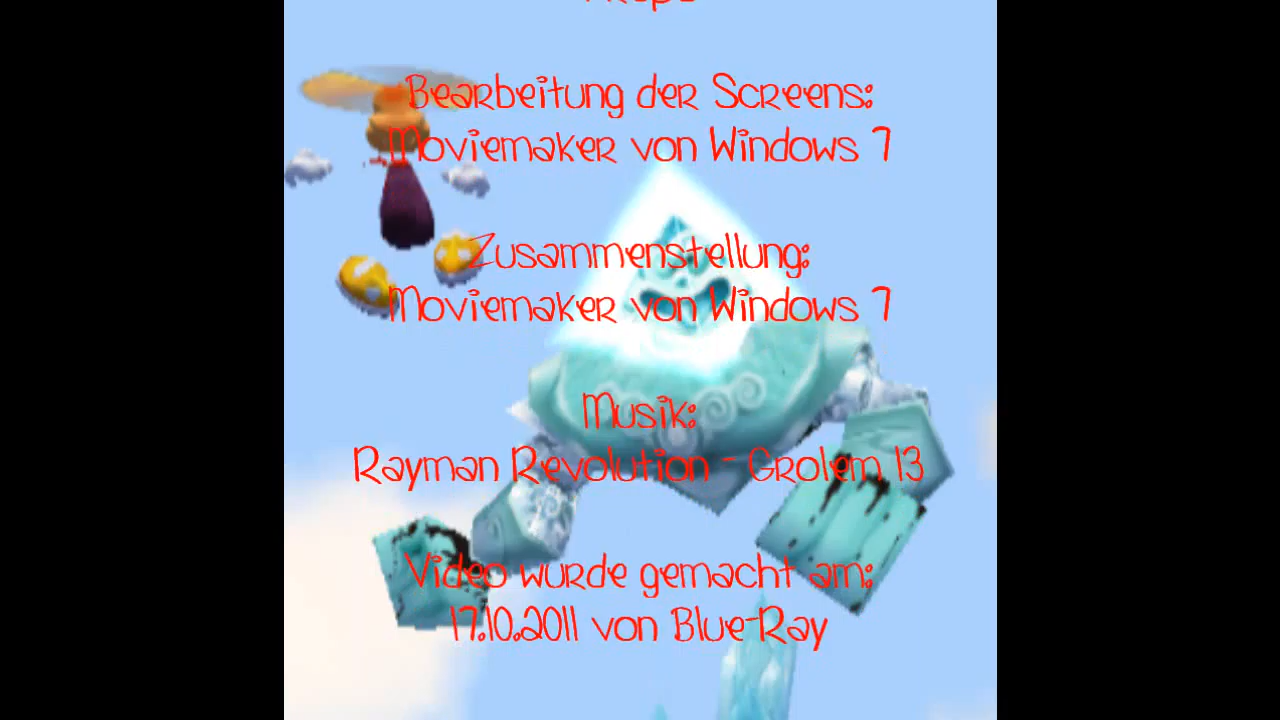 Bearbeitung der Screens:
Moviemaker von Windows 7
Zusammenstellung:
Moviemaker von Windows 7
Musik:
Rayman Revolution - Grolem 13
Video wurde gemacht am:
17.10.2011 von Blue-Ray